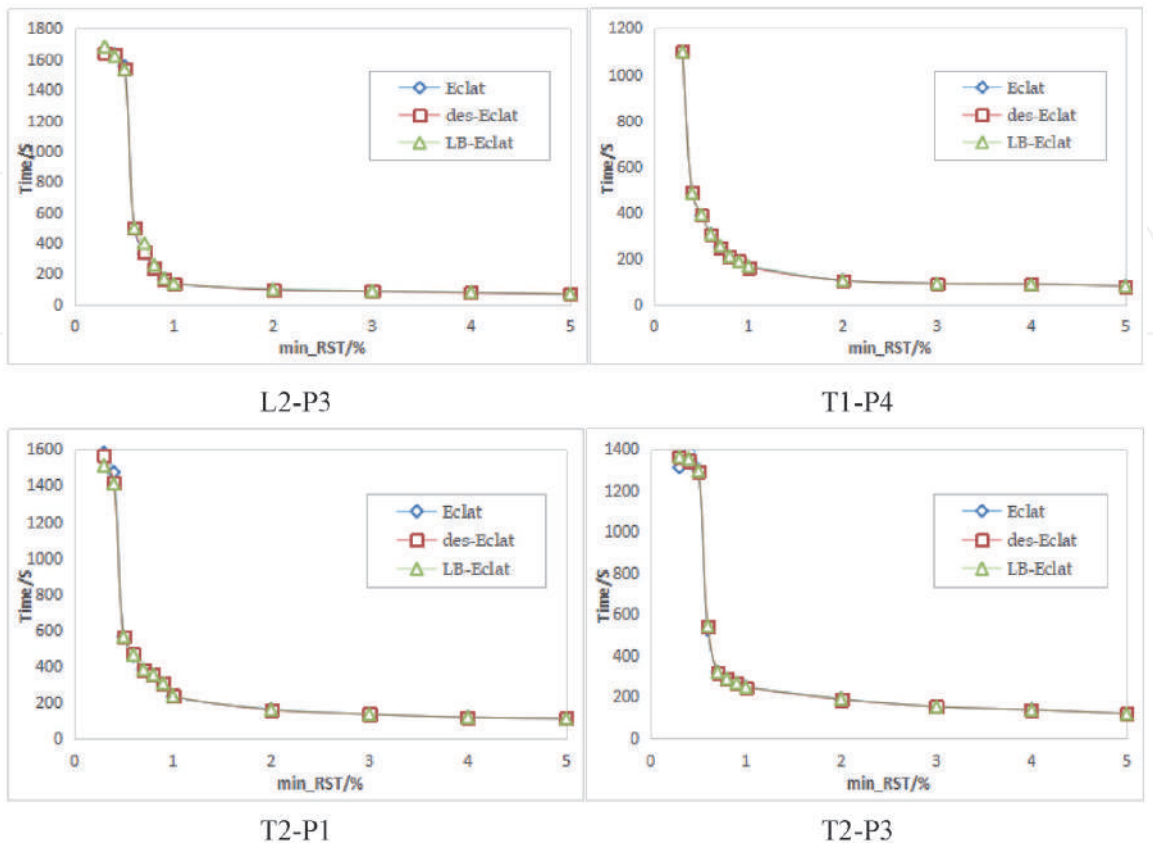 1800
1600
1400
1200
1000
800
600
400
200
0
Time/S
Eclat
des-Eclat
LB-Eclat
0 1 2 3 4 5
min_RST/%
L2-P3
1200
1000
800
600
400
200
0
Time/S
Eclat
des-Eclat
LB-Eclat
0 1 2 3 4 5
min_RST/%
T1-P4
1600
1400
1200
1000
800
600
400
200
0
Time/S
Eclat
des-Eclat
LB-Eclat
0 1 2 3 4 5
min_RST/%
T2-P1
1400
1200
1000
800
600
400
200
0
Time/S
Eclat
des-Eclat
LB-Eclat
0 1 2 3 4 5
min_RST/%
T2-P3